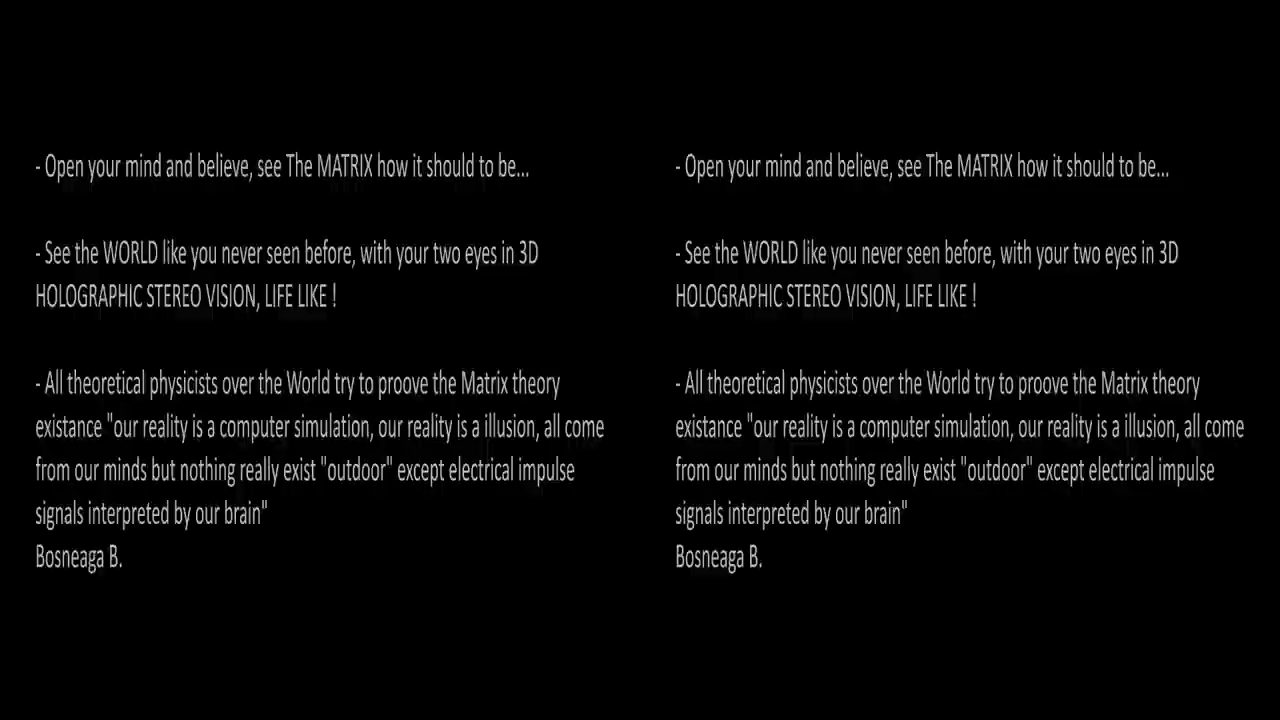 - Open your mind and believe, see The MATRIX how it should to be...
- See the WORLD like you never seen before, with your two eyes in 3D
HOLOGRAPHIC STEREO VISION, LIFE LIKE !
- All theoretical physicists over the World try to proove the Matrix theory
existance "our reality is a computer simulation, our reality is a illusion, all come
from our minds but nothing really exist "outdoor" except electrical impulse
signals interpreted by our brain"
Bosneaga B.
- Open your mind and believe, see The MATRIX how it should to be...
- See the WORLD like you never seen before, with your two eyes in 3D
HOLOGRAPHIC STEREO VISION, LIFE LIKE !
- All theoretical physicists over the World try to proove the Matrix theory
existance "our reality is a computer simulation, our reality is a illusion, all come
from our minds but nothing really exist "outdoor" except electrical impulse
signals interpreted by our brain"
Bosneaga B.